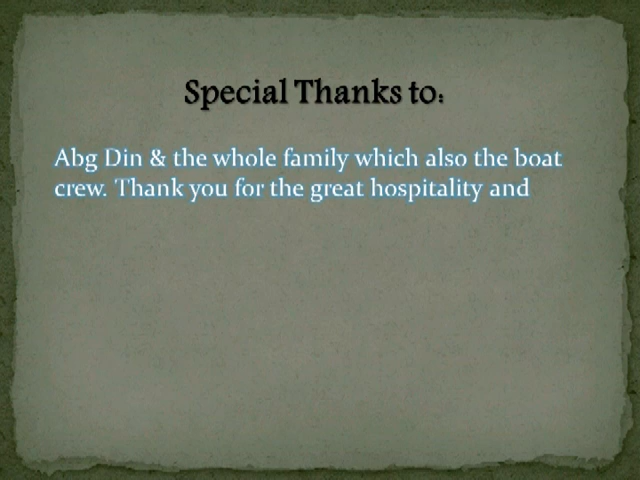 Special Thanks to:
Abg Din & the whole family which also the boat
crew. Thank you for the great hospitality and